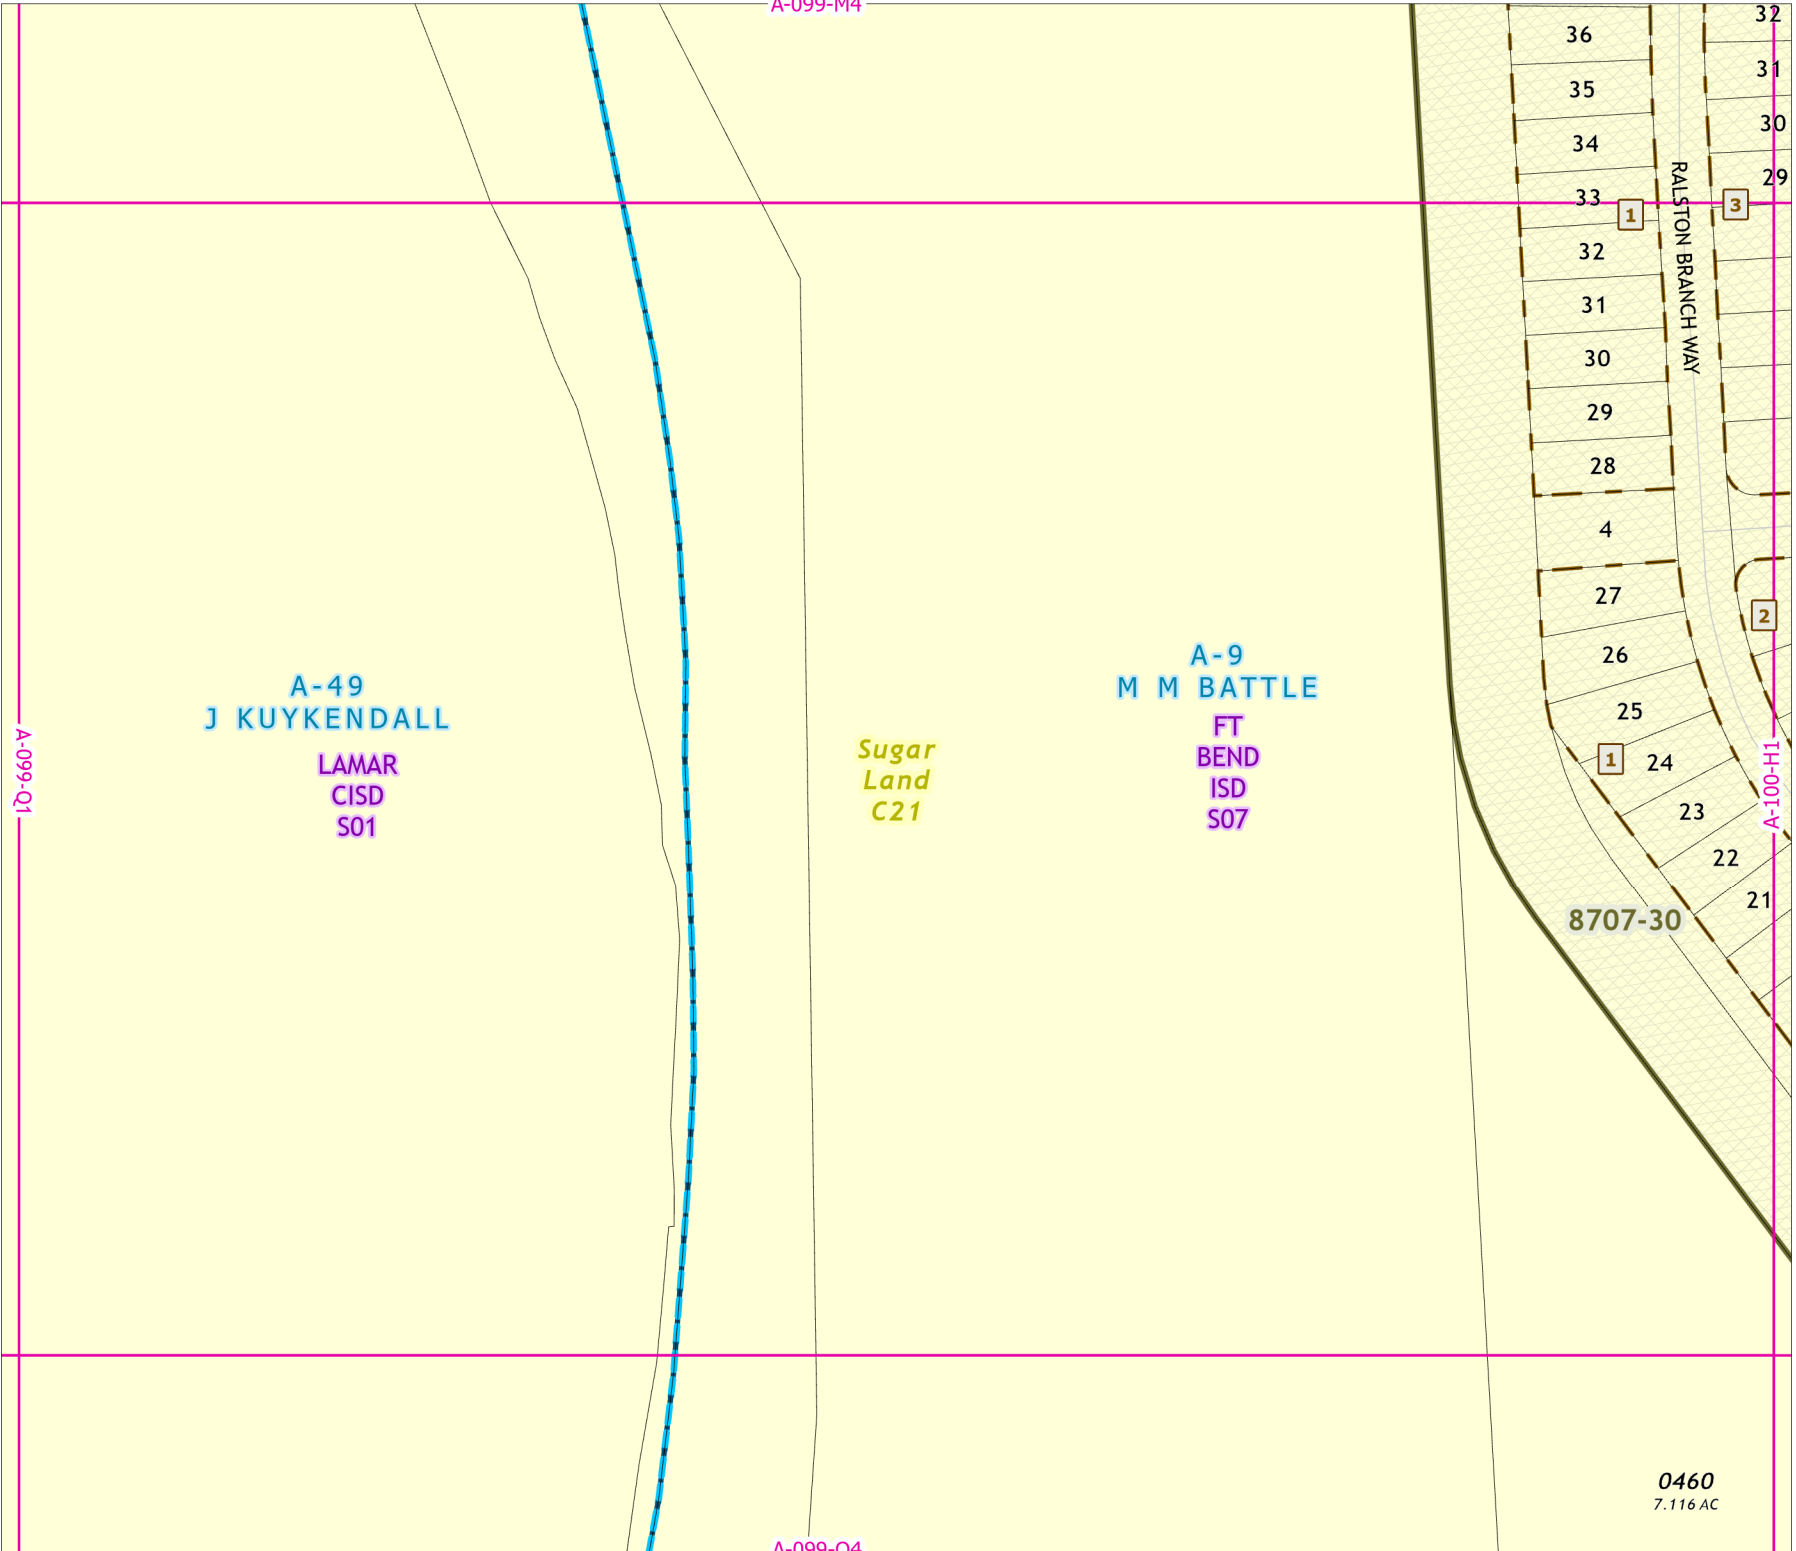 A-099-M4
36
35
34
33
32
31
30
29
28
4
27
26
25
24
23
22
21
32
31
30
29
1
3
RALSTON BRANCH WAY
2
1
A-49
J KUYKENDALL
LAMAR
CISD
S01
Sugar
Land
C21
A-9
M M BATTLE
FT
BEND
ISD
S07
A-099-Q1
A-100-H1
8707-30
0460
7.116 AC
A-099-Q4